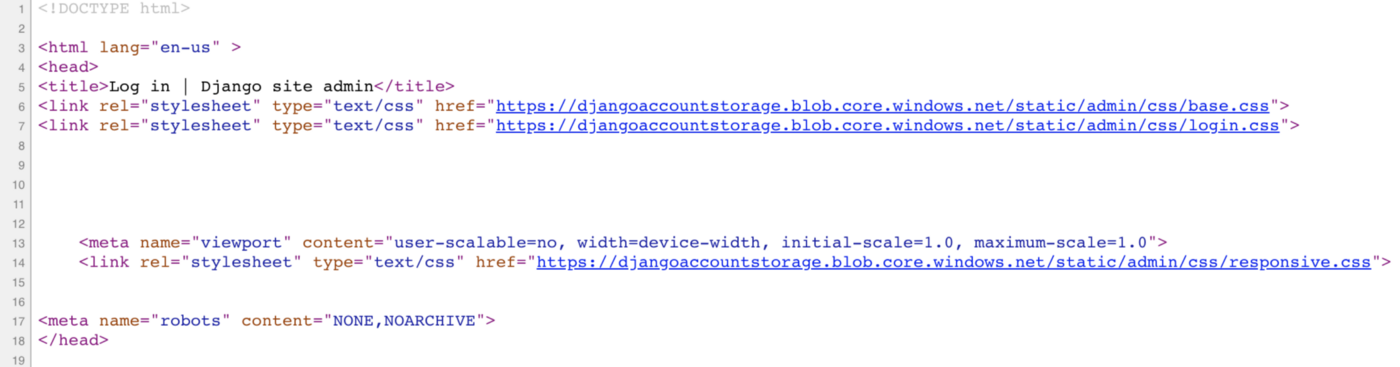 1 <!DOCTYPE html>
2
3 <html lang="en-us" >
4 <head>
5 <title>Log in | Django site admin</title>
6 <link rel="stylesheet" type="text/css" href="https://djangoaccountstorage.blob.core.windows.net/static/admin/css/base.css">
7 <link rel="stylesheet" type="text/css" href="https://djangoaccountstorage.blob.core.windows.net/static/admin/css/login.css">
8
9
10
11
12
13     <meta name="viewport" content="user-scalable=no, width=device-width, initial-scale=1.0, maximum-scale=1.0">
14     <link rel="stylesheet" type="text/css" href="https://djangoaccountstorage.blob.core.windows.net/static/admin/css/responsive.css">
15
16
17 <meta name="robots" content="NONE,NOARCHIVE">
18 </head>
19